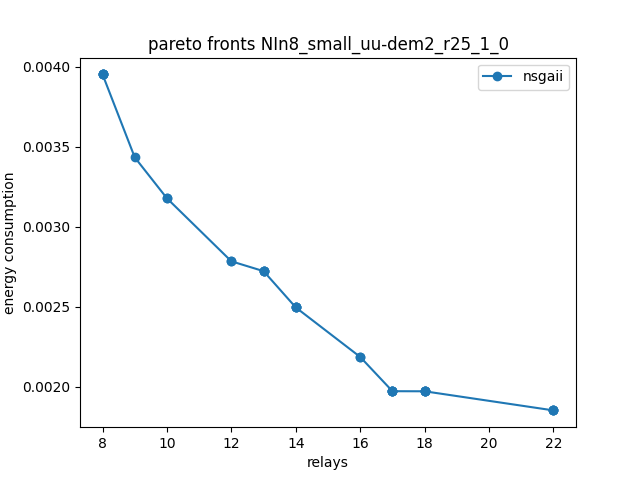 pareto fronts NIn8_small_uu-dem2_r25_1_0
nsgaii
0.0040
0.0035
0.0030
0.0025
0.0020
energy consumption
8 10 12 14 16 18 20 22
relays